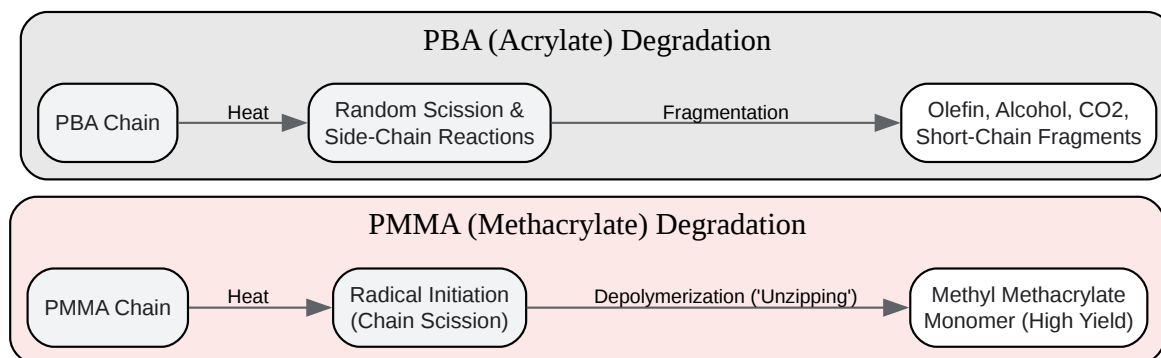 PBA (Acrylate) Degradation
PBA Chain
Heat
Random Scission &
Side-Chain Reactions
Fragmentation
Olefin, Alcohol, CO2,
Short-Chain Fragments
PMMA (Methacrylate) Degradation
PMMA Chain
Heat
Radical Initiation
(Chain Scission)
Depolymerization ('Unzipping')
Methyl Methacrylate
Monomer (High Yield)